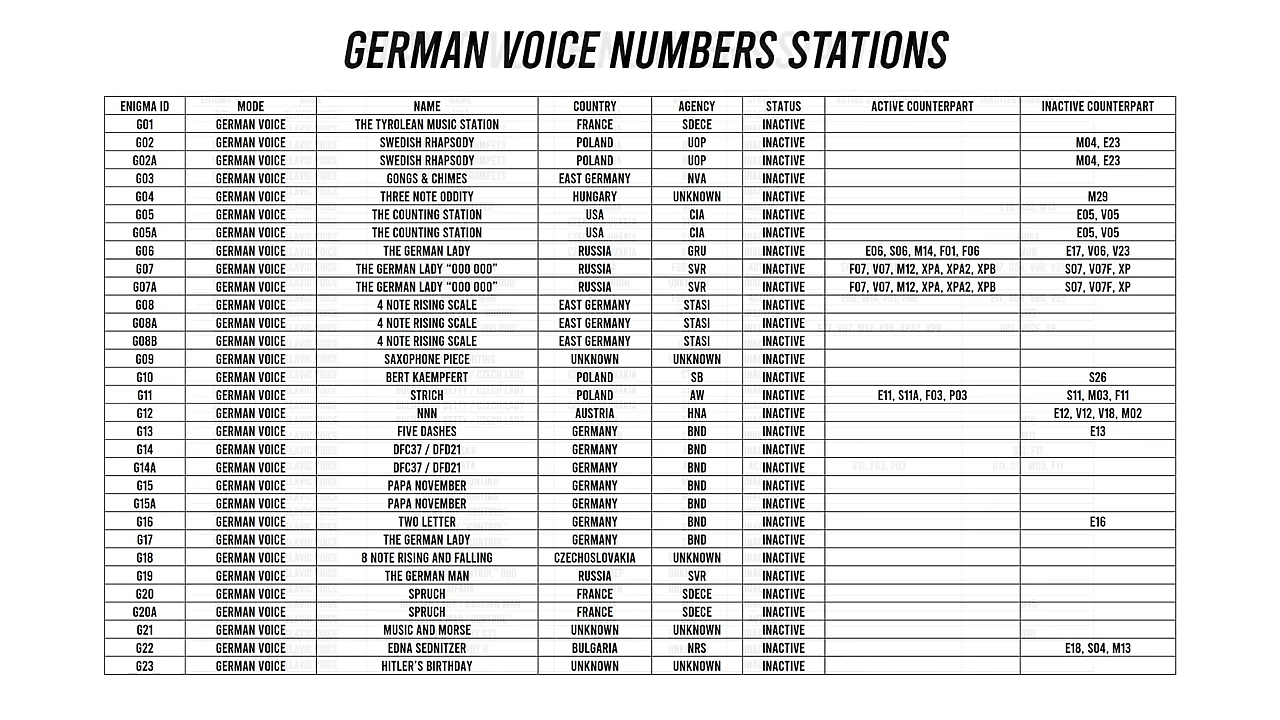 GERMAN VOICE NUMBERS STATIONS
ENIGMA ID MODE NAME COUNTRY AGENCY STATUS ACTIVE COUNTERPART INACTIVE COUNTERPART
G01 GERMAN VOICE THE TYROLEAN MUSIC STATION FRANCE SDECE INACTIVE
G02 GERMAN VOICE SWEDISH RHAPSODY POLAND UOP INACTIVE M04, E23
G02A GERMAN VOICE SWEDISH RHAPSODY POLAND UOP INACTIVE M04, E23
G03 GERMAN VOICE GONGS & CHIMES EAST GERMANY NVA INACTIVE
G04 GERMAN VOICE THREE NOTE ODDITY HUNGARY UNKNOWN INACTIVE M29
G05 GERMAN VOICE THE COUNTING STATION USA CIA INACTIVE E05, V05
G05A GERMAN VOICE THE COUNTING STATION USA CIA INACTIVE E05, V05
G06 GERMAN VOICE THE GERMAN LADY RUSSIA GRU INACTIVE E06, S06, M14, F01, F06 E17, V06, V23
G07 GERMAN VOICE THE GERMAN LADY “000 000” RUSSIA SVR INACTIVE F07, V07, M12, XPA, XPA2, XPB S07, V07F, XP
G07A GERMAN VOICE THE GERMAN LADY “000 000” RUSSIA SVR INACTIVE F07, V07, M12, XPA, XPA2, XPB S07, V07F, XP
G08 GERMAN VOICE 4 NOTE RISING SCALE EAST GERMANY STASI INACTIVE
G08A GERMAN VOICE 4 NOTE RISING SCALE EAST GERMANY STASI INACTIVE
G08B GERMAN VOICE 4 NOTE RISING SCALE EAST GERMANY STASI INACTIVE
G09 GERMAN VOICE SAXOPHONE PIECE UNKNOWN UNKNOWN INACTIVE
G10 GERMAN VOICE BERT KAEMPFERT POLAND SB INACTIVE S26
G11 GERMAN VOICE STRICH POLAND AW INACTIVE E11, S11A, F03, P03 S11, M03, F11
G12 GERMAN VOICE NNN AUSTRIA HNA INACTIVE E12, V12, V18, M02
G13 GERMAN VOICE FIVE DASHES GERMANY BND INACTIVE E13
G14 GERMAN VOICE DFC37 / DFD21 GERMANY BND INACTIVE
G14A GERMAN VOICE DFC37 / DFD21 GERMANY BND INACTIVE
G15 GERMAN VOICE PAPA NOVEMBER GERMANY BND INACTIVE
G15A GERMAN VOICE PAPA NOVEMBER GERMANY BND INACTIVE
G16 GERMAN VOICE TWO LETTER GERMANY BND INACTIVE E16
G17 GERMAN VOICE THE GERMAN LADY GERMANY BND INACTIVE
G18 GERMAN VOICE 8 NOTE RISING AND FALLING CZECHOSLOVAKIA UNKNOWN INACTIVE
G19 GERMAN VOICE THE GERMAN MAN RUSSIA SVR INACTIVE
G20 GERMAN VOICE SPRUCH FRANCE SDECE INACTIVE
G20A GERMAN VOICE SPRUCH FRANCE SDECE INACTIVE
G21 GERMAN VOICE MUSIC AND MORSE UNKNOWN UNKNOWN INACTIVE
G22 GERMAN VOICE EDNA SEDNITZER BULGARIA NRS INACTIVE E18, S04, M13
G23 GERMAN VOICE HITLER'S BIRTHDAY UNKNOWN UNKNOWN INACTIVE